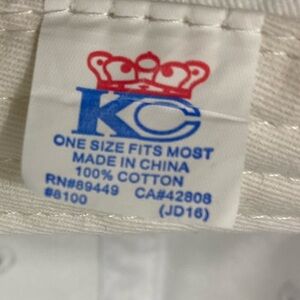 KC
ONE SIZE FITS MOST
MADE IN CHINA
100% COTTON
RN#89449 CA#42808
#8100 (JD16)